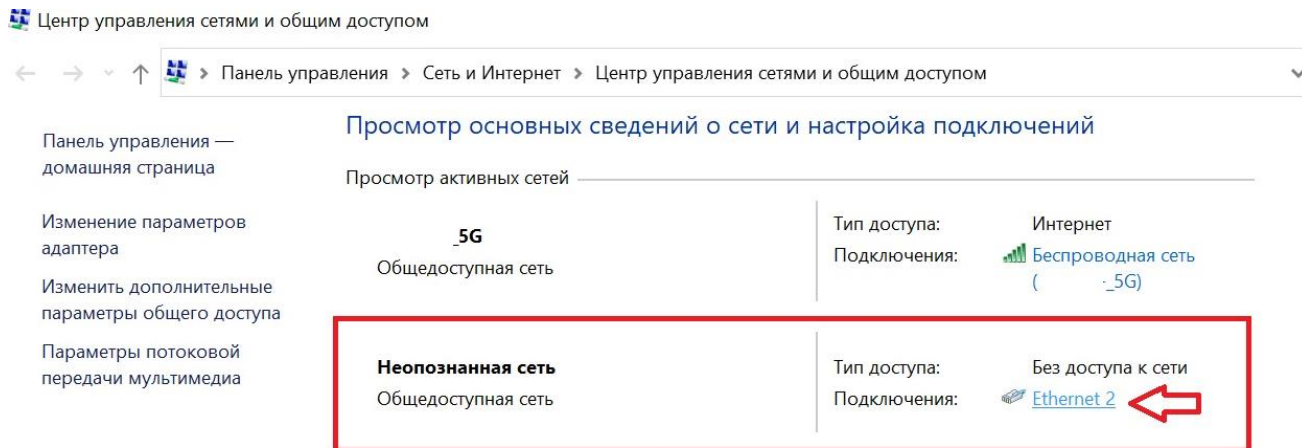 Центр управления сетями и общим доступом
Панель управления > Сеть и Интернет > Центр управления сетями и общим доступом
Панель управления —
домашняя страница
Изменение параметров
адаптера
Изменить дополнительные
параметры общего доступа
Параметры потоковой
передачи мультимедиа
Просмотр основных сведений о сети и настройка подключений
Просмотр активных сетей
_5G
Общедоступная сеть
Тип доступа: Интернет
Подключения: Беспроводная сеть
( -_5G)
Неопознанная сеть
Общедоступная сеть
Тип доступа: Без доступа к сети
Подключения: Ethernet 2